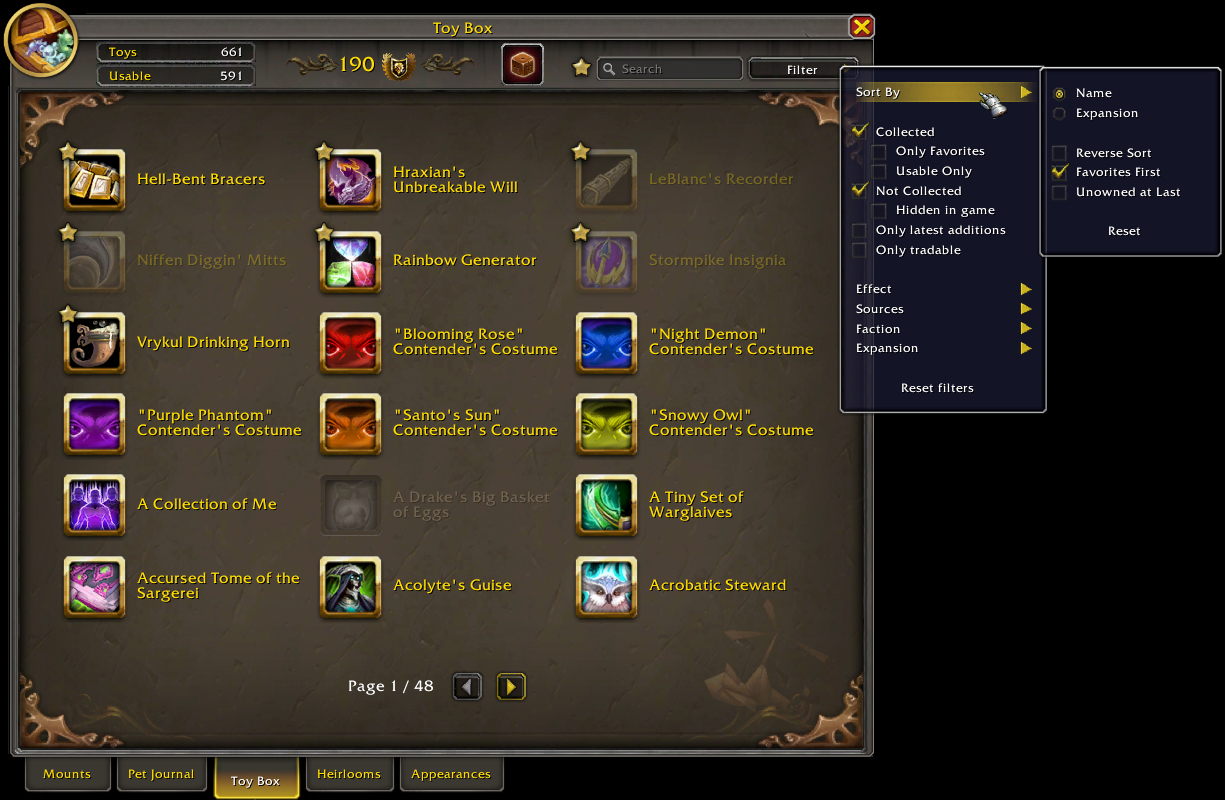 Toy Box
Toys 661
Usable 591
190
Search
Filter
Hell-Bent Bracers
Hraxian's
Unbreakable Will
LeBlanc's Recorder
Niffen Diggin' Mitts
Rainbow Generator
Stormpike Insignia
Vrykul Drinking Horn
"Blooming Rose"
Contender's Costume
"Night Demon"
Contender's Costume
"Purple Phantom"
Contender's Costume
"Santo's Sun"
Contender's Costume
"Snowy Owl"
Contender's Costume
A Collection of Me
A Drake's Big Basket
of Eggs
A Tiny Set of
Warglaives
Accursed Tome of the
Sargerei
Acolyte's Guise
Acrobatic Steward
Page 1 / 48
Mounts
Pet Journal
Toy Box
Heirlooms
Appearances
Sort By
Collected
Only Favorites
Usable Only
Not Collected
Hidden in game
Only latest additions
Only tradable
Effect
Sources
Faction
Expansion
Reset filters
Name
Expansion
Reverse Sort
Favorites First
Unowned at Last
Reset